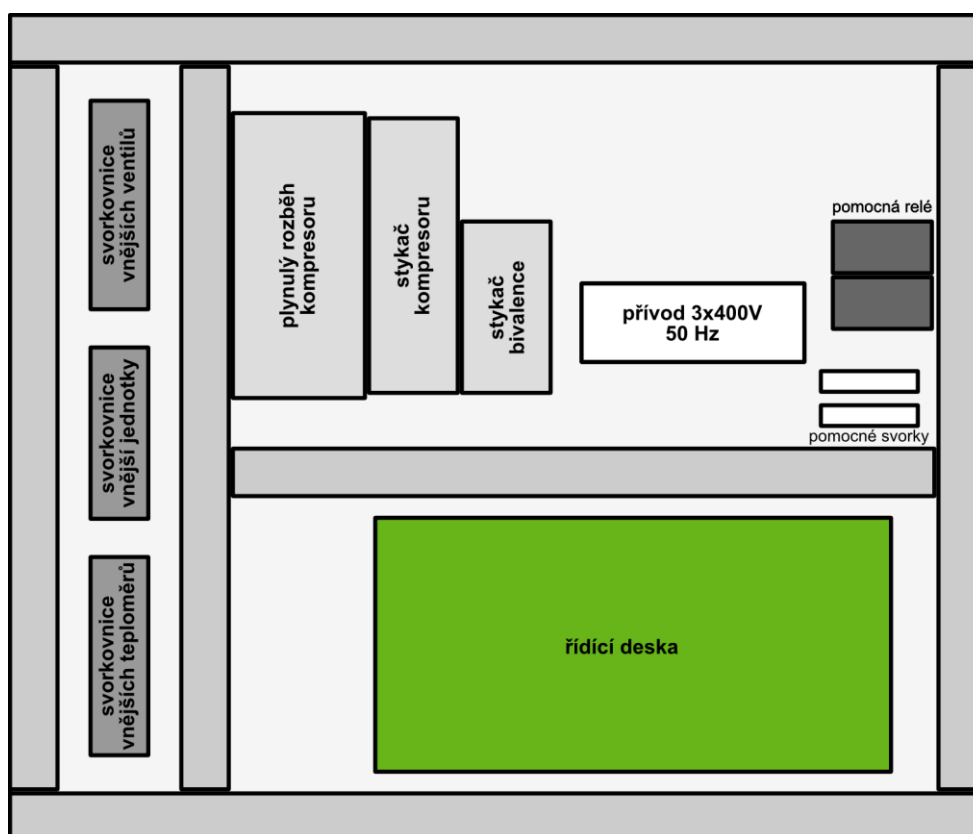 svorkovnice
vnějších ventilů
svorkovnice
vnější jednotky
svorkovnice
vnějších teploměrů
plynulý rozběh
kompresoru
stykač
kompresoru
stykač
bivalence
přívod 3x400V
50 Hz
pomocná relé
pomocné svorky
řídící deska